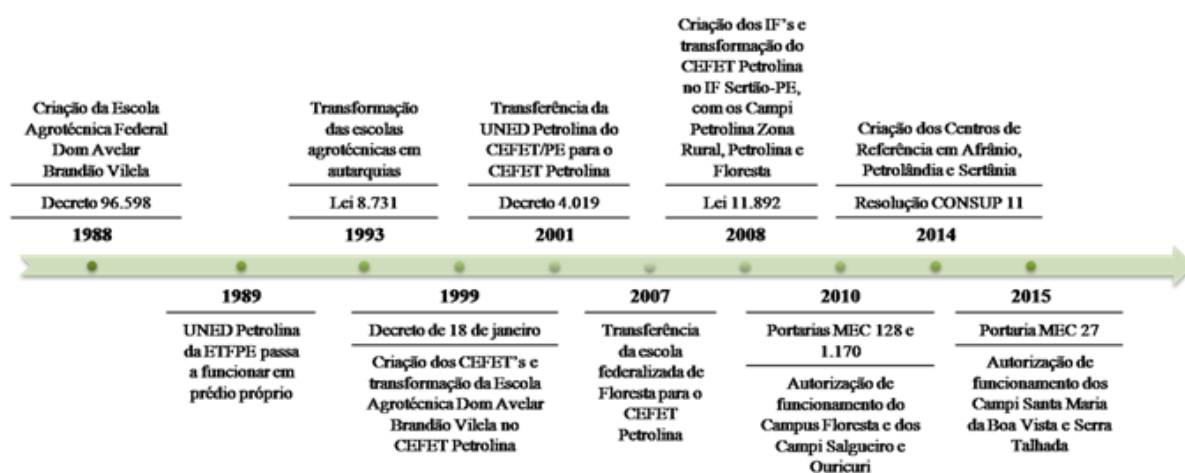 Criação da Escola
Agrotécnica Federal
Dom Avelar
Brandão Vilela
Decreto 96.598
1988
Transformação
das escolas
agrotécnicas em
autarquias
Lei 8.731
1993
Transferência da
UNED Petrolina do
CEFET/PE para o
CEFET Petrolina
Decreto 4.019
2001
Criação dos IF's e
transformação do
CEFET Petrolina
no IF Sertão-PE,
com os Campi
Petrolina Zona
Rural, Petrolina e
Floresta
Lei 11.892
2008
Criação dos Centros de
Referência em Afrânio,
Petrolândia e Sertânia
Resolução CONSUP 11
2014
1989
UNED Petrolina
da ETFPE passa
a funcionar em
prédio próprio
1999
Decreto de 18 de janeiro
Criação dos CEFET's e
transformação da Escola
Agrotécnica Dom Avelar
Brandão Vilela no
CEFET Petrolina
2007
Transferência
da escola
federalizada de
Floresta para o
CEFET
Petrolina
2010
Portarias MEC 128 e
1.170
Autorização de
funcionamento do
Campus Floresta e dos
Campi Salgueiro e
Ouricuri
2015
Portaria MEC 27
Autorização de
funcionamento dos
Campi Santa Maria
da Boa Vista e Serra
Talhada